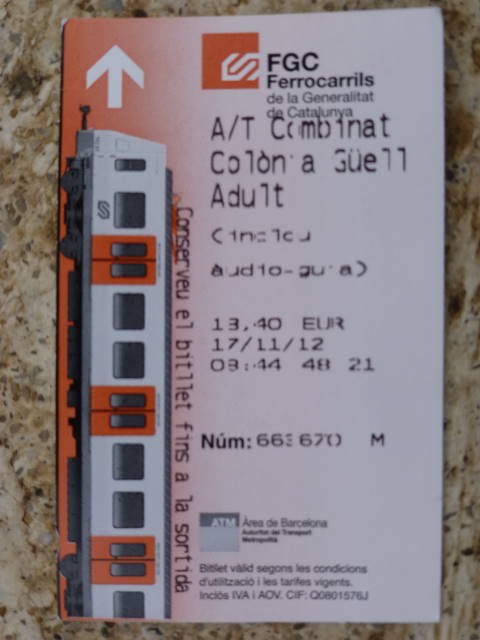 FGC
Ferrocarrils
de la Generalitat
de Catalunya
A/T Combinat
Colònia Güell
Adult
(inclou
àudio-guia)
13,40 EUR
17/11/12
48 21
Núm: M
Conserveu el bitllet fins a la sortida
ATM Àrea de Barcelona
Autoritat del Transport
Metropolità
Bitllet vàlid segons les condicions
d'utilització i les tarifes vigents.
Inclòs IVA i AOV. CIF: Q0801576J